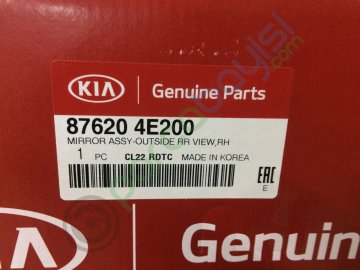 KIA Genuine Parts
87620 4E200
MIRROR ASSY-OUTSIDE RR VIEW,RH
1 PC CL22 RDTC MADE IN KOREA
EAC
E
KIA Genuin